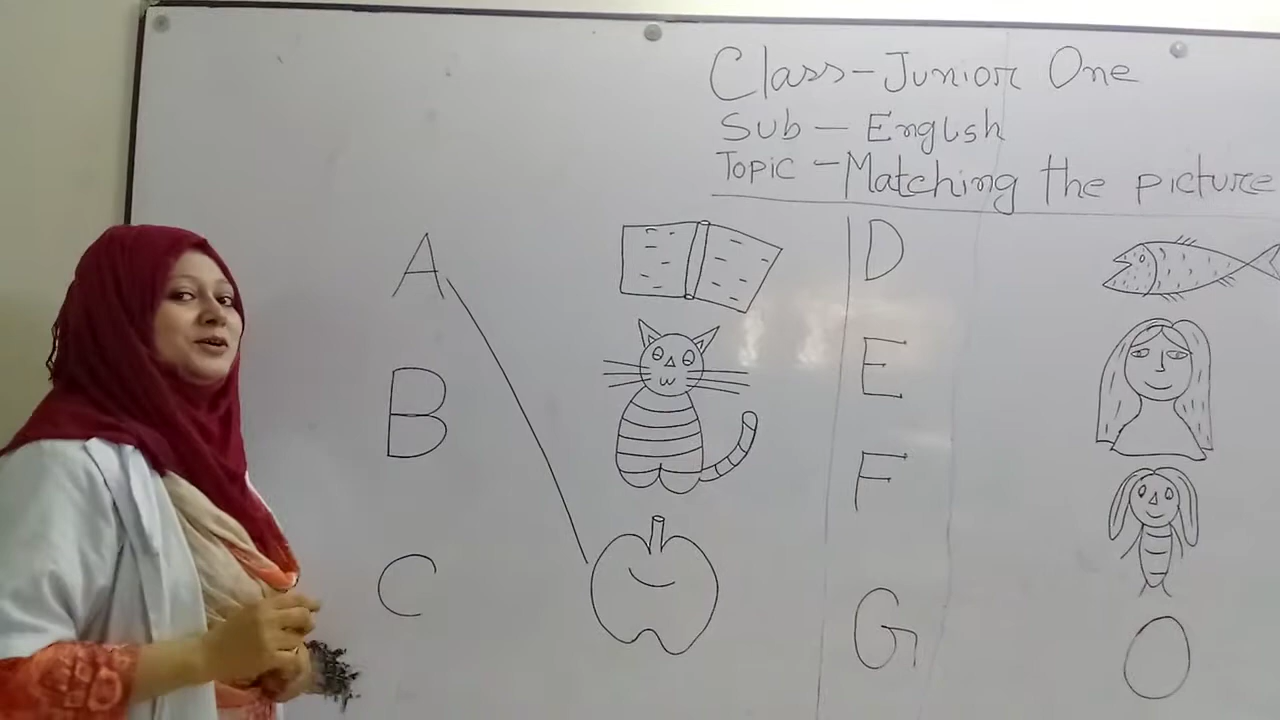 Class-Junior One
Sub - English
Topic - Matching the picture
A
B
C
D
E
F
G